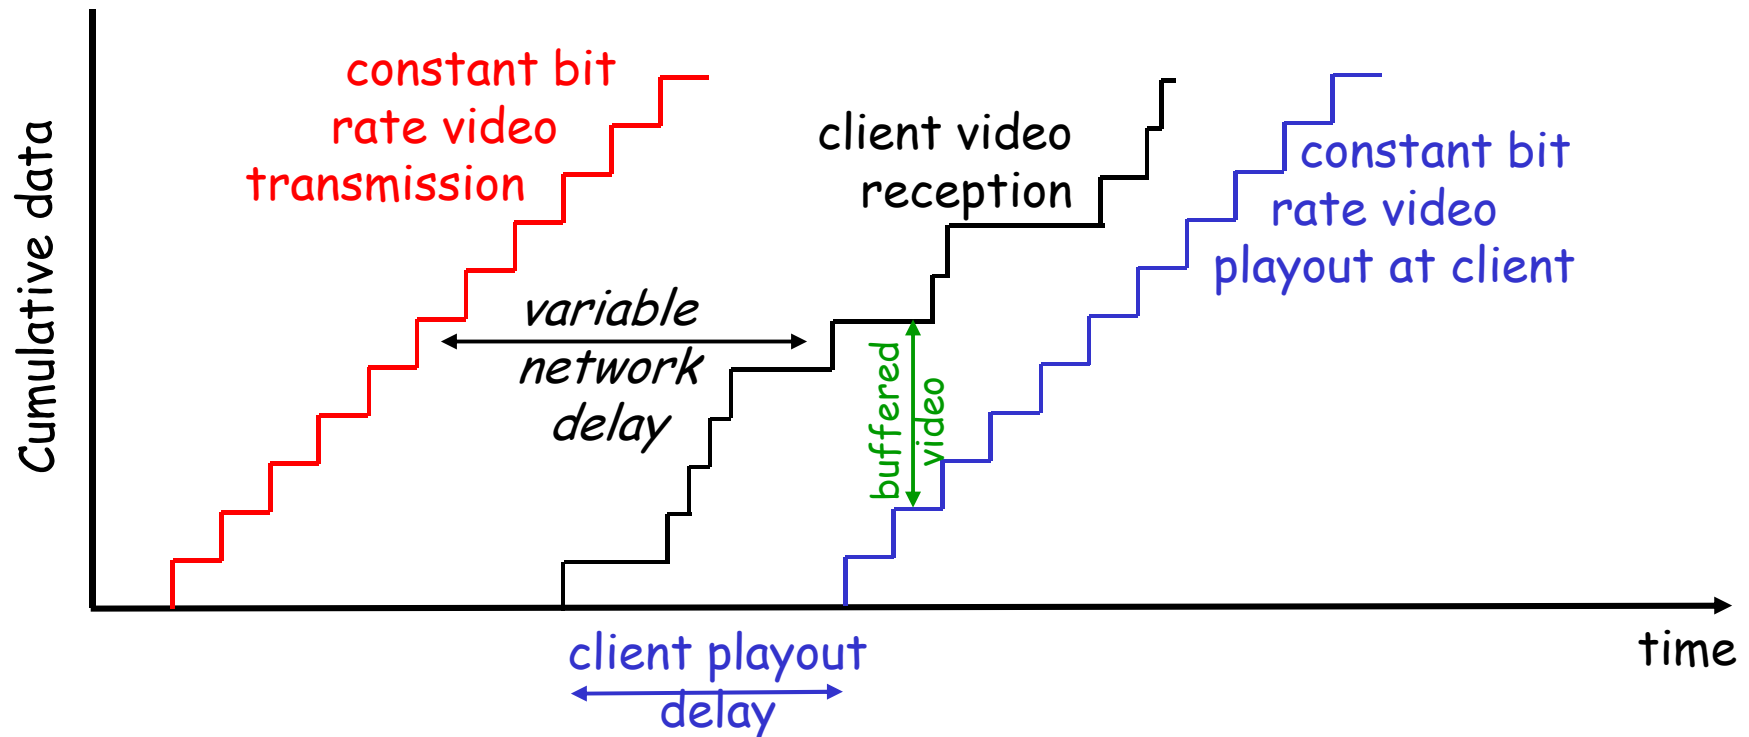 constant bit
rate video
transmission
client video
reception
constant bit
rate video
playout at client
variable
network
delay
buffered
video
Cumulative data
time
client playout
delay